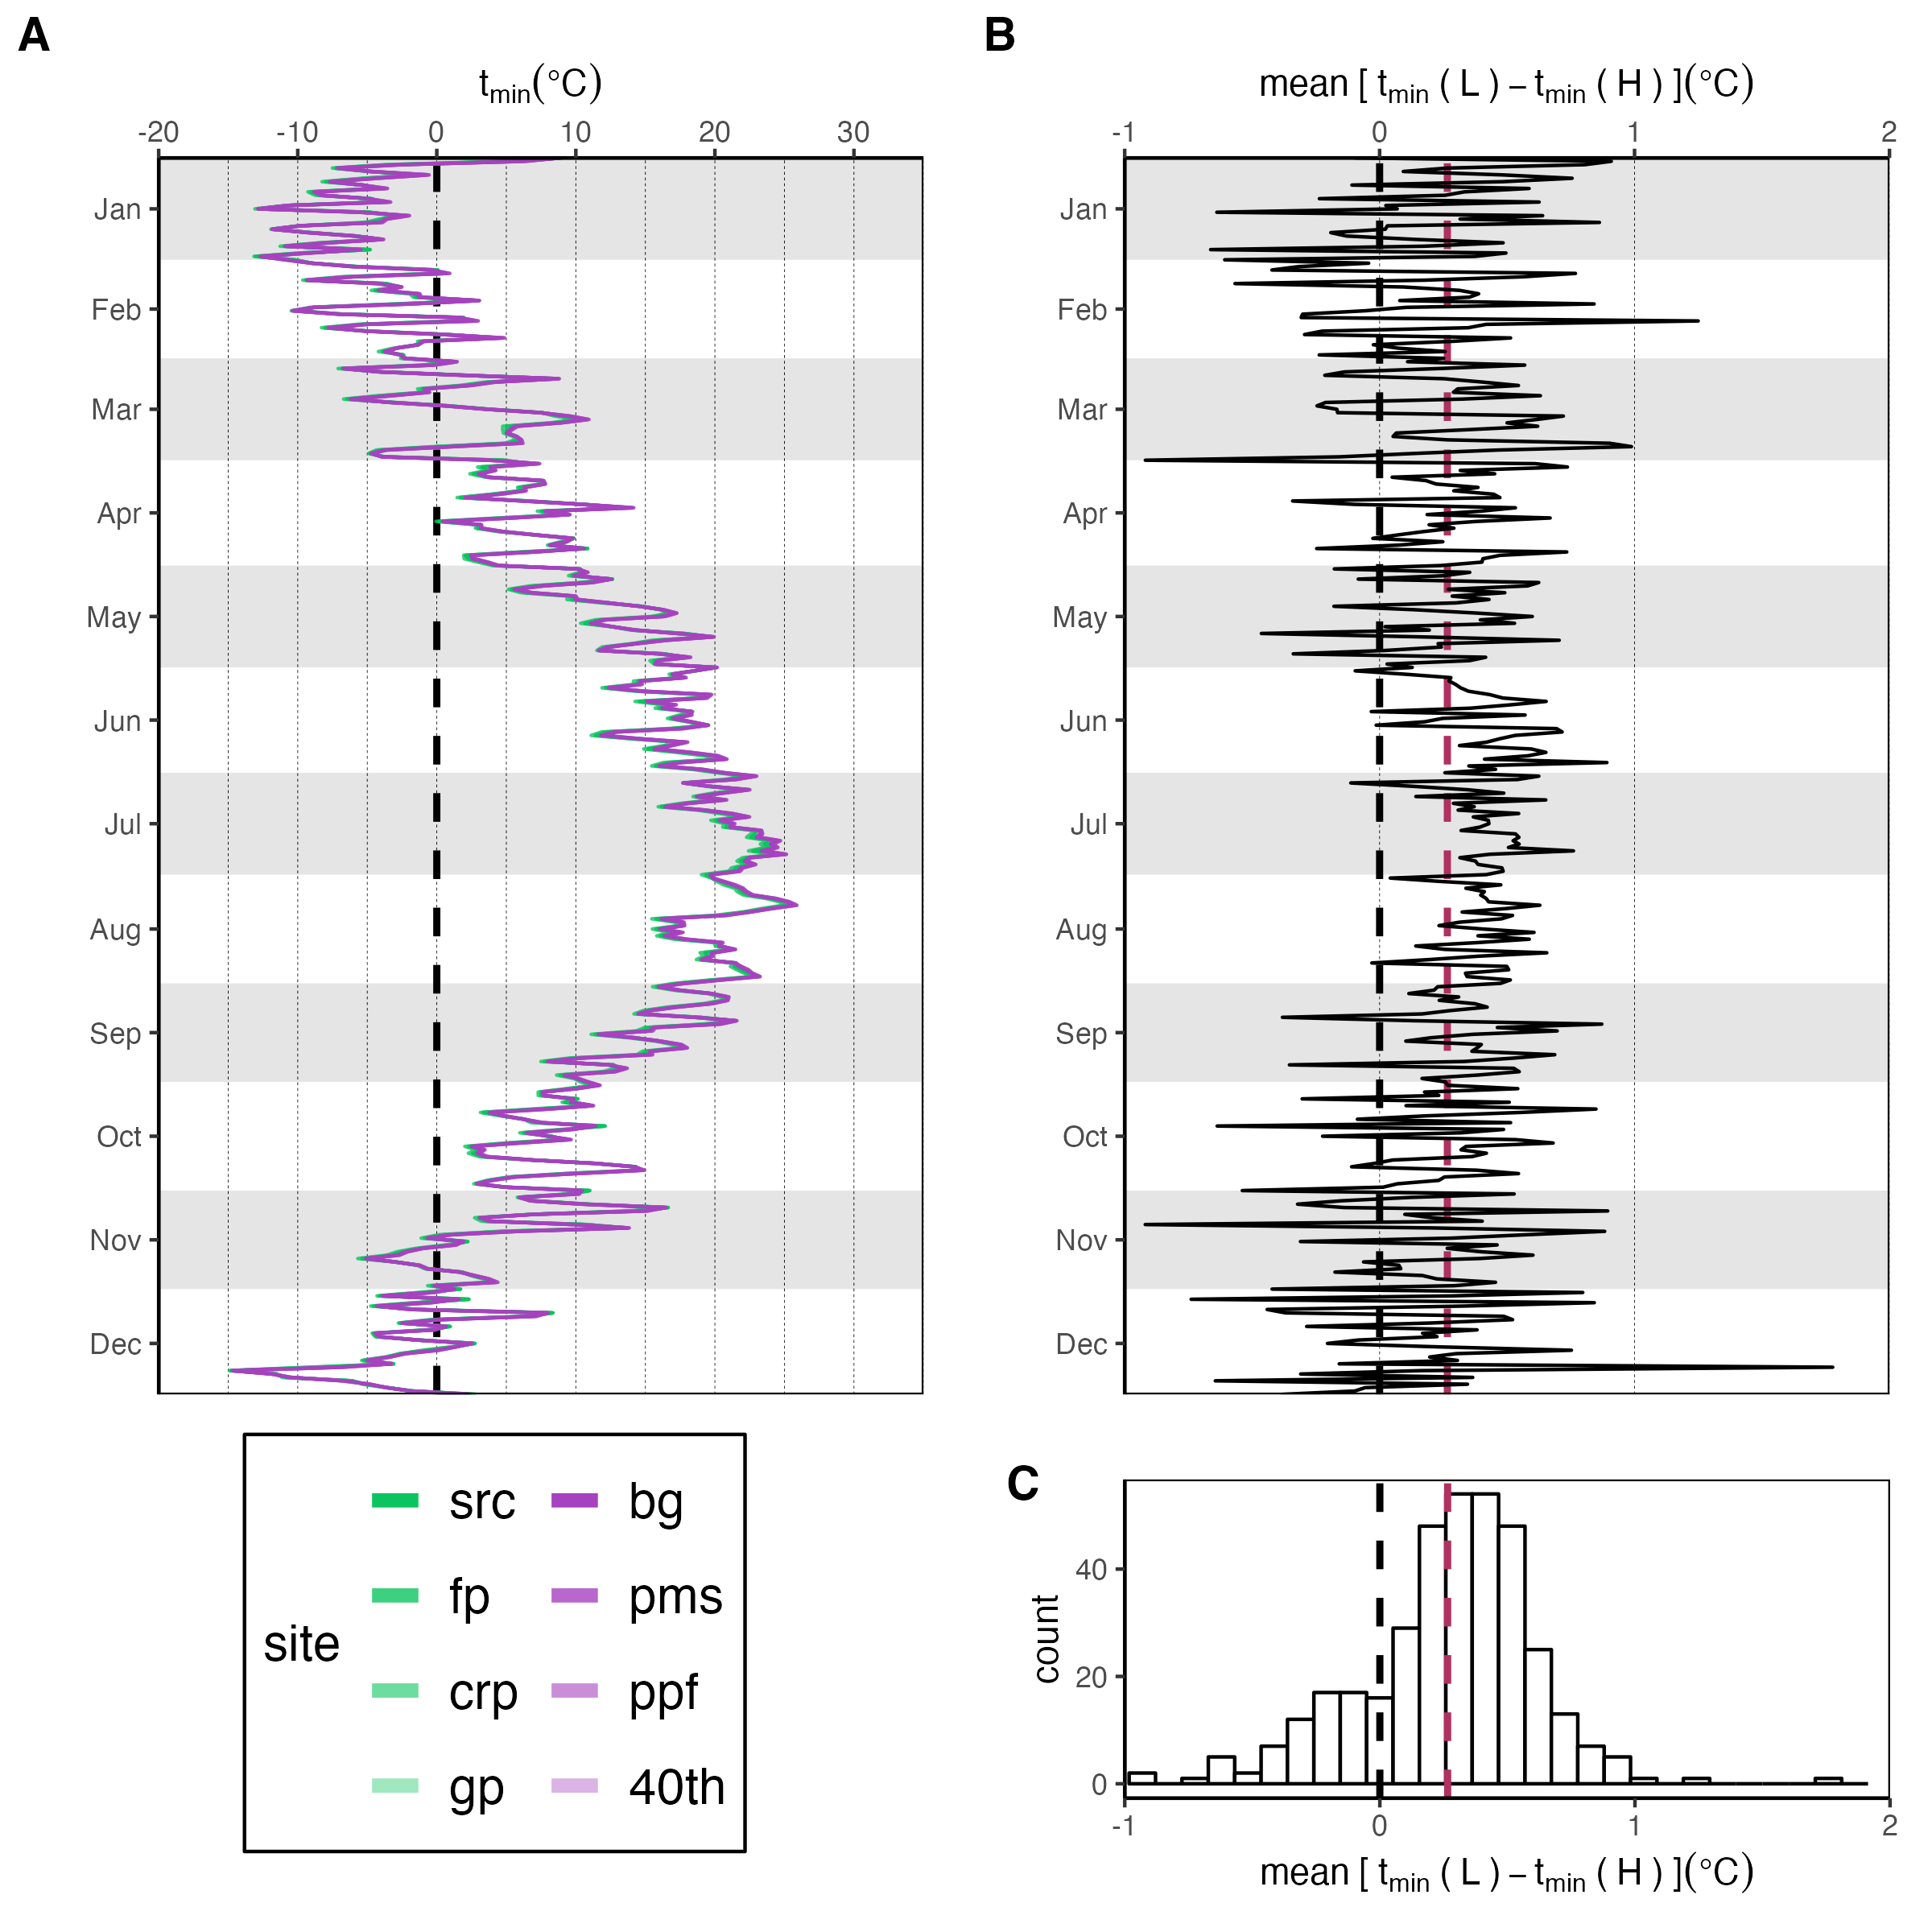 A
t_min(°C)
-20 -10 0 10 20 30
Jan
Feb
Mar
Apr
May
Jun
Jul
Aug
Sep
Oct
Nov
Dec
B
mean [ t_min ( L ) – t_min ( H ) ](°C)
-1 0 1 2
Jan
Feb
Mar
Apr
May
Jun
Jul
Aug
Sep
Oct
Nov
Dec
site
src bg
fp pms
crp ppf
gp 40th
C
count
40
20
0
-1 0 1 2
mean [ t_min ( L ) – t_min ( H ) ](°C)